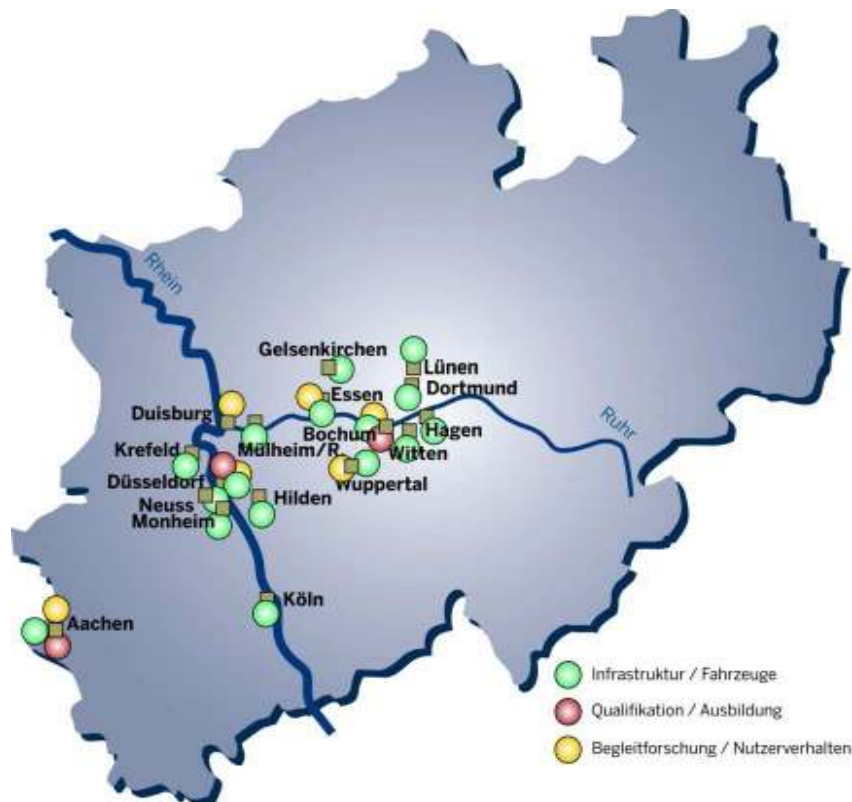 Rhein
Gelsenkirchen
Lünen
Dortmund
Essen
Duisburg
Ruhr
Hagen
Bochum
Mülheim/R.
Krefeld
Witten
Düsseldorf
Wuppertal
Hilden
Neuss
Monheim
Köln
Aachen
Infrastruktur / Fahrzeuge
Qualifikation / Ausbildung
Begleitforschung / Nutzerverhalten